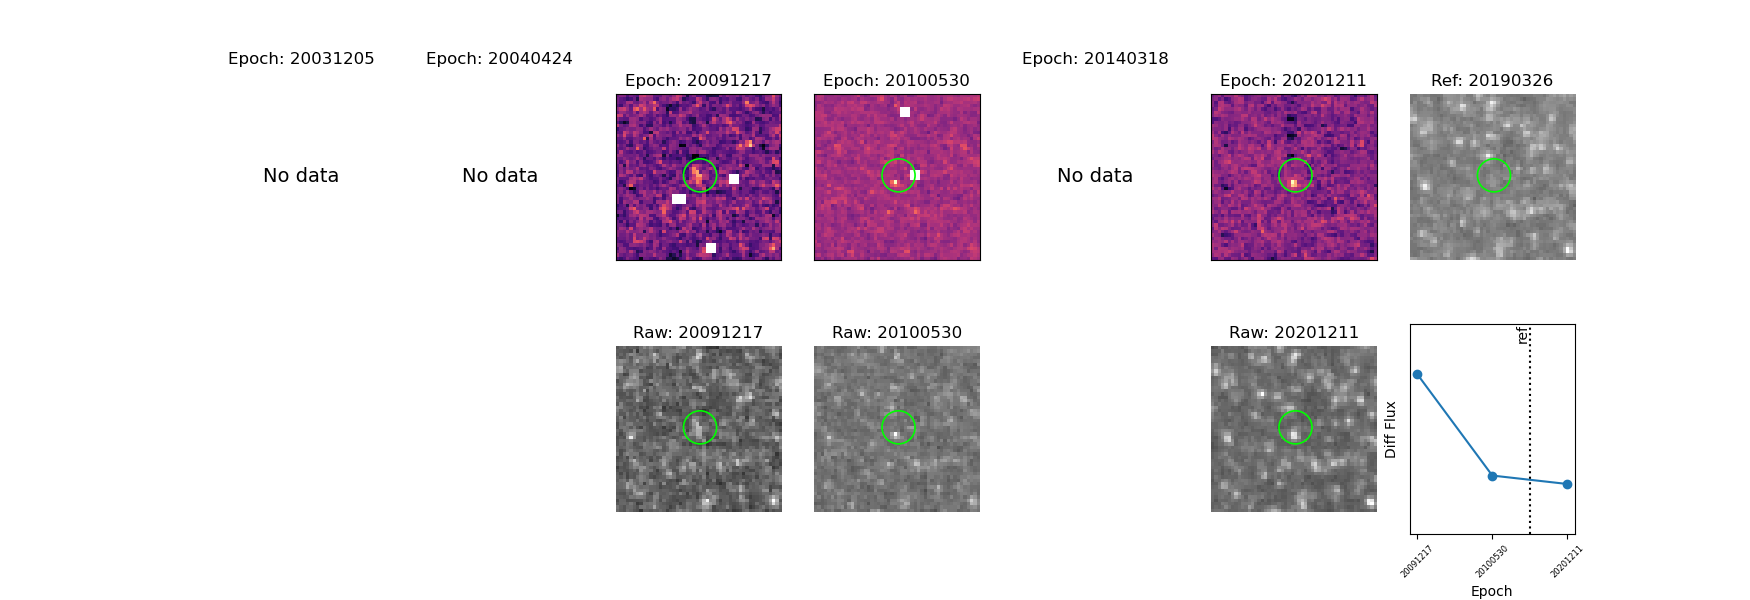 Epoch: 20031205
Epoch: 20040424
Epoch: 20091217
Epoch: 20100530
Epoch: 20140318
Epoch: 20201211
Ref: 20190326
No data
No data
No data
Raw: 20091217
Raw: 20100530
Raw: 20201211
ref
Diff Flux
20091217
20100530
20201211
Epoch